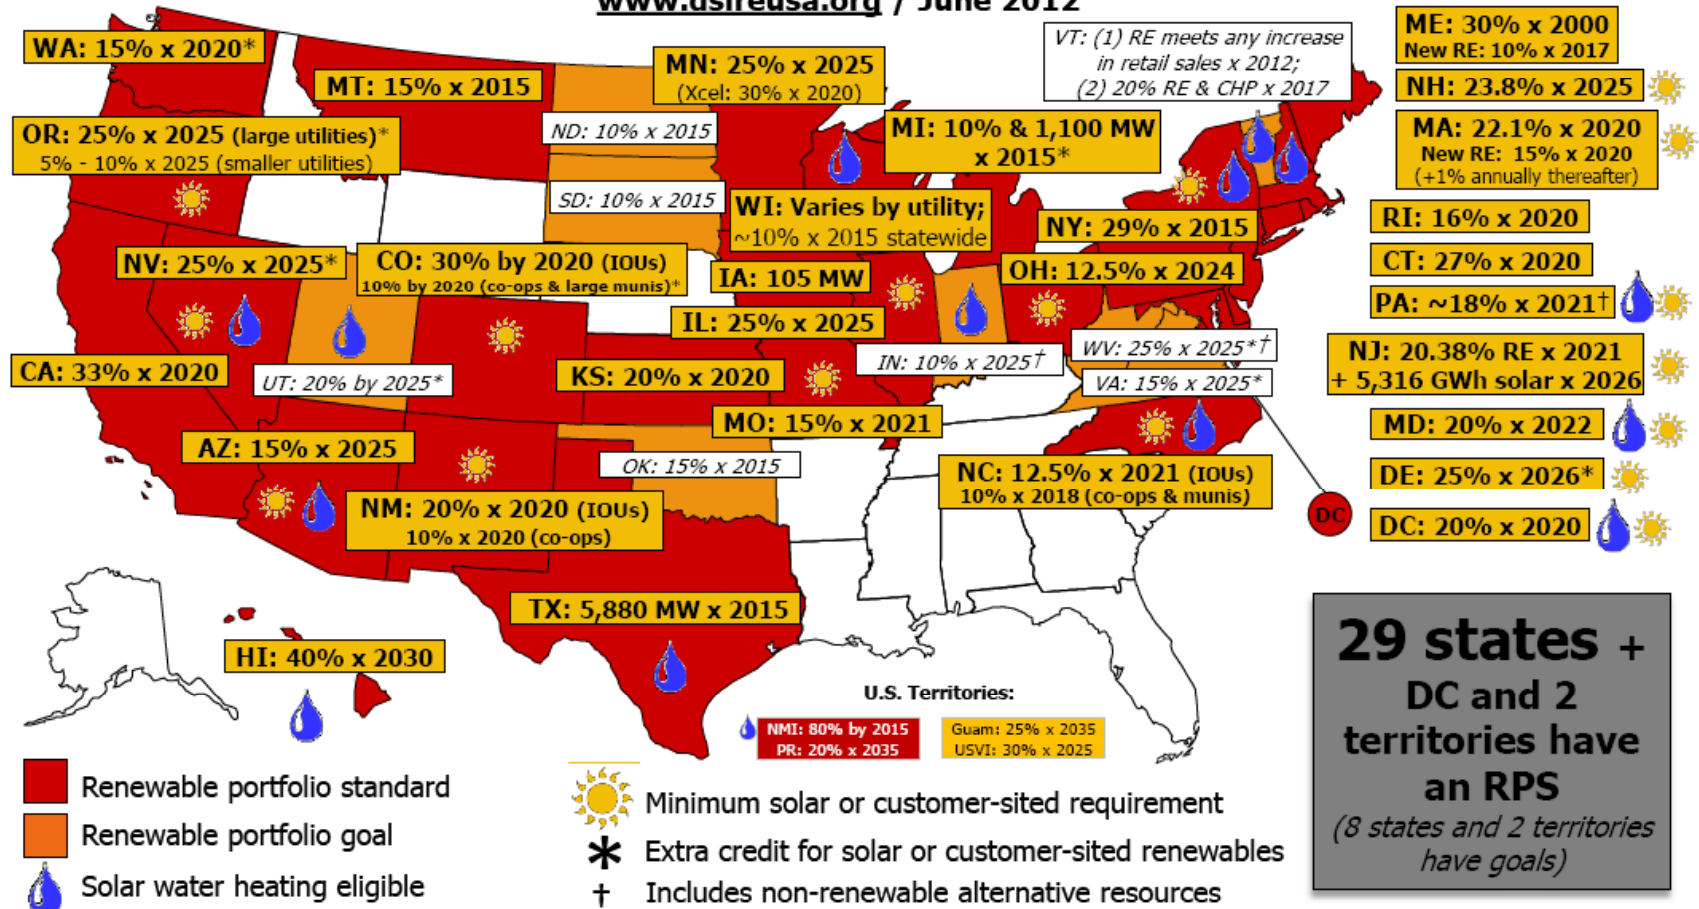 www.dsireusa.org / June 2012
WA: 15% x 2020*
MT: 15% x 2015
MN: 25% x 2025
(Xcel: 30% x 2020)
VT: (1) RE meets any increase
in retail sales x 2012;
(2) 20% RE & CHP x 2017
ME: 30% x 2000
New RE: 10% x 2017
NH: 23.8% x 2025
OR: 25% x 2025 (large utilities)*
5% - 10% x 2025 (smaller utilities)
ND: 10% x 2015
MI: 10% & 1,100 MW
x 2015*
MA: 22.1% x 2020
New RE: 15% x 2020
(+1% annually thereafter)
SD: 10% x 2015
WI: Varies by utility;
~10% x 2015 statewide
NY: 29% x 2015
RI: 16% x 2020
CT: 27% x 2020
NV: 25% x 2025*
CO: 30% by 2020 (IOUs)
10% by 2020 (co-ops & large munis)*
IA: 105 MW
OH: 12.5% x 2024
PA: ~18% x 2021†
IL: 25% x 2025
CA: 33% x 2020
UT: 20% by 2025*
KS: 20% x 2020
IN: 10% x 2025†
WV: 25% x 2025*†
VA: 15% x 2025*
NJ: 20.38% RE x 2021
+ 5,316 GWh solar x 2026
MO: 15% x 2021
MD: 20% x 2022
AZ: 15% x 2025
OK: 15% x 2015
NC: 12.5% x 2021 (IOUs)
10% x 2018 (co-ops & munis)
DE: 25% x 2026*
NM: 20% x 2020 (IOUs)
10% x 2020 (co-ops)
DC
DC: 20% x 2020
TX: 5,880 MW x 2015
HI: 40% x 2030
U.S. Territories:
NMI: 80% by 2015
PR: 20% x 2035
Guam: 25% x 2035
USVI: 30% x 2025
29 states +
DC and 2
territories have
an RPS
(8 states and 2 territories
have goals)
Renewable portfolio standard
Renewable portfolio goal
Solar water heating eligible
Minimum solar or customer-sited requirement
* Extra credit for solar or customer-sited renewables
† Includes non-renewable alternative resources